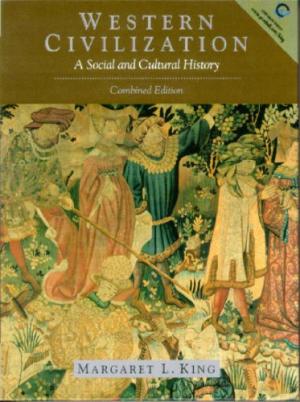 WESTERN
CIVILIZATION
A Social and Cultural History
Combined Edition
MARGARET L. KING